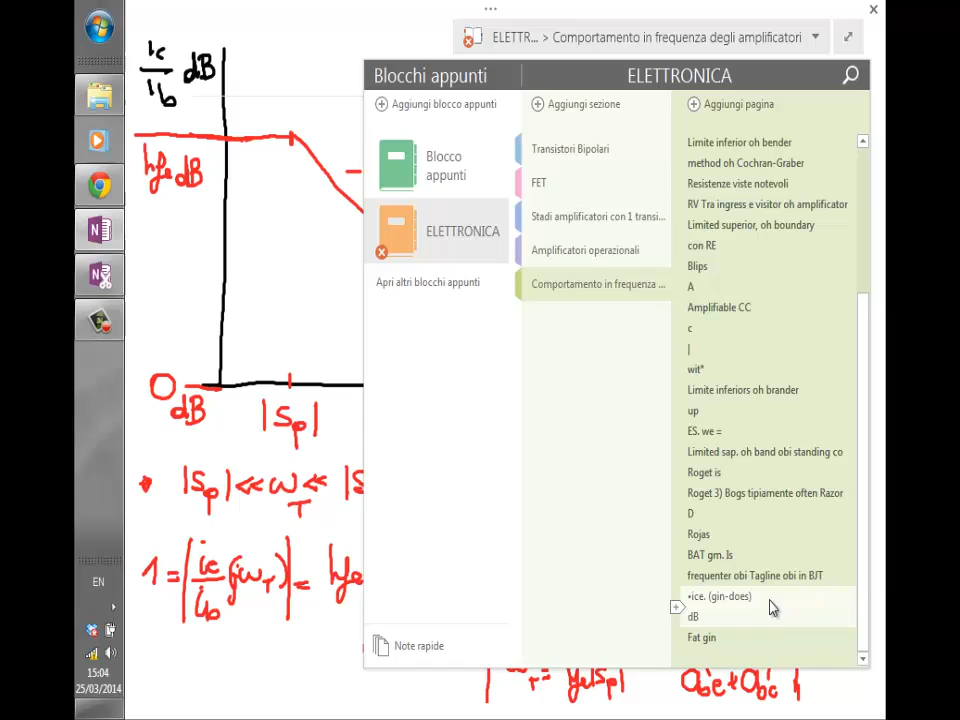 ELETTR... > Comportamento in frequenza degli amplificatori
Blocchi appunti
ELETTRONICA
Aggiungi blocco appunti
Aggiungi sezione
Aggiungi pagina
Blocco
appunti
ELETTRONICA
Apri altri blocchi appunti
Note rapide
Transistori Bipolari
FET
Stadi amplificatori con 1 transi...
Amplificatori operazionali
Comportamento in frequenza ...
Limite inferior oh bender
method oh Cochran-Graber
Resistenze viste notevoli
RV Tra ingress e visitor oh amplificator
Limited superior, oh boundary
con RE
Blips
A
Amplifiable CC
c
|
wit*
Limite inferiors oh brander
up
ES. we =
Limited sap. oh band obi standing co
Roget is
Roget 3) Bogs tipiamente often Razor
D
Rojas
BAT gm. Is
frequenter obi Tagline obi in BJT
•ice. (gin-does)
dB
Fat gin
ic
ib
dB
hfe dB
0
dB
|Sp|
|Sp| << ωT << |S
1 = |ic/ib (jωT)| = hfe
EN
15:04
25/03/2014